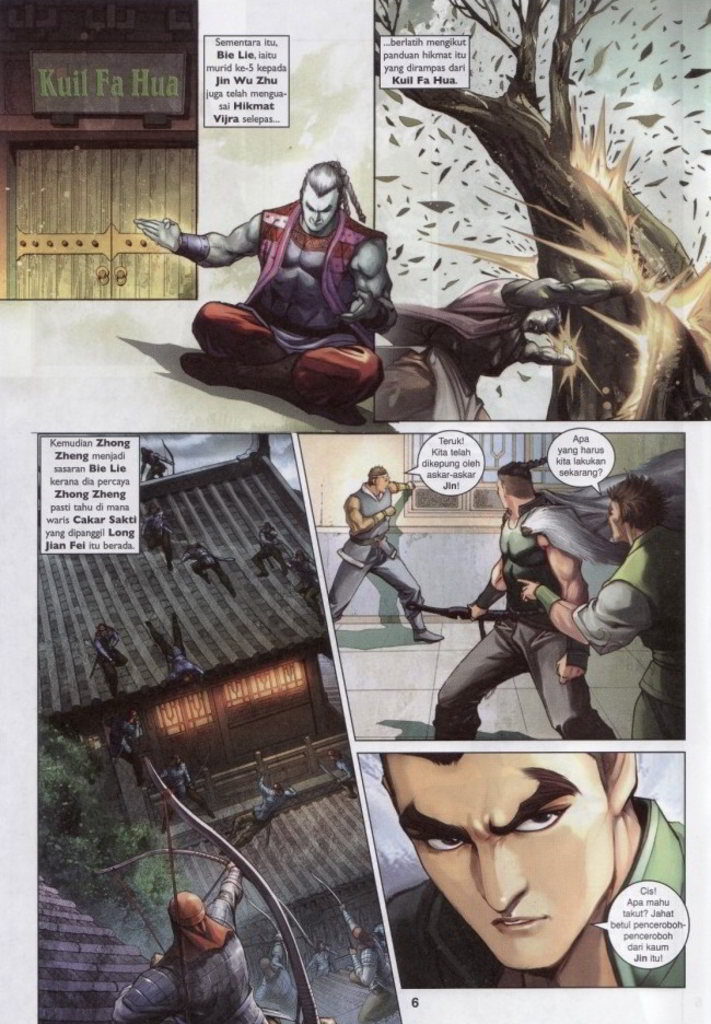 Kuil Fa Hua
Sementara itu,
Bie Lie, iaitu
murid ke-5 kepada
Jin Wu Zhu
juga telah mengua-
sai Hikmat
Vijra selepas...
...berlatih mengikut
panduan hikmat itu
yang dirampas dari
Kuil Fa Hua.
Kemudian Zhong
Zheng menjadi
sasaran Bie Lie
kerana dia percaya
Zhong Zheng
pasti tahu di mana
waris Cakar Sakti
yang dipanggil Long
Jian Fei itu berada.
Teruk!
Kita telah
dikepung oleh
askar-askar
Jin!
Apa
yang harus
kita lakukan
sekarang?
Cis!
Apa mahu
takut? Jahat
betul penceroboh-
penceroboh
dari kaum
Jin itu!
6